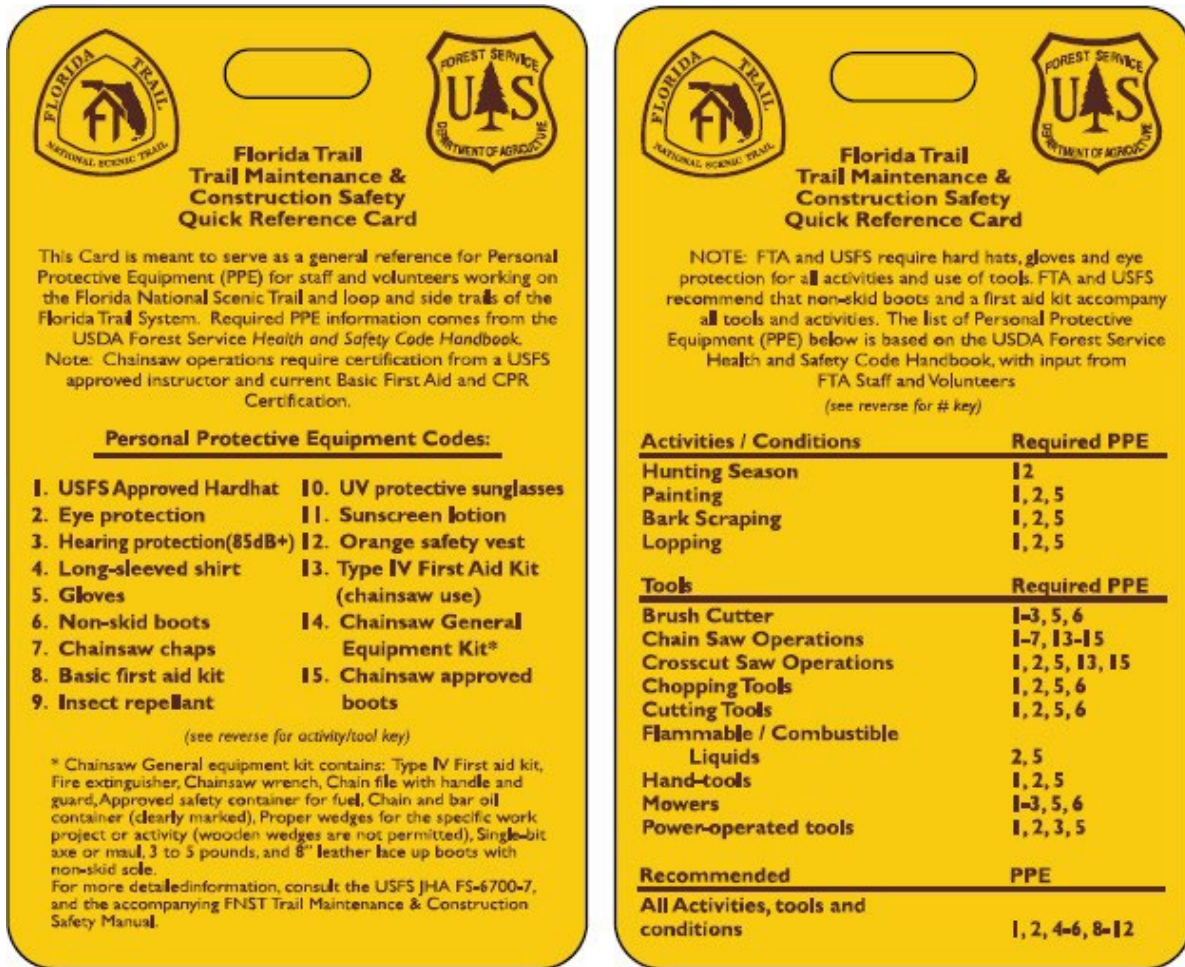 FLORIDA TRAIL
FT
NATIONAL SCENIC TRAIL
FOREST SERVICE
U S
DEPARTMENT OF AGRICULTURE
Florida Trail
Trail Maintenance &
Construction Safety
Quick Reference Card
This Card is meant to serve as a general reference for Personal
Protective Equipment (PPE) for staff and volunteers working on
the Florida National Scenic Trail and loop and side trails of the
Florida Trail System. Required PPE information comes from the
USDA Forest Service Health and Safety Code Handbook.
Note: Chainsaw operations require certification from a USFS
approved instructor and current Basic First Aid and CPR
Certification.
Personal Protective Equipment Codes:
1. USFS Approved Hardhat
2. Eye protection
3. Hearing protection(85dB+)
4. Long-sleeved shirt
5. Gloves
6. Non-skid boots
7. Chainsaw chaps
8. Basic first aid kit
9. Insect repellant
10. UV protective sunglasses
11. Sunscreen lotion
12. Orange safety vest
13. Type IV First Aid Kit
(chainsaw use)
14. Chainsaw General
Equipment Kit*
15. Chainsaw approved
boots
(see reverse for activity/tool key)
* Chainsaw General equipment kit contains: Type IV First aid kit,
Fire extinguisher, Chainsaw wrench, Chain file with handle and
guard, Approved safety container for fuel, Chain and bar oil
container (clearly marked), Proper wedges for the specific work
project or activity (wooden wedges are not permitted), Single-bit
axe or maul, 3 to 5 pounds, and 8" leather lace up boots with
non-skid sole.
For more detailedinformation, consult the USFS JHA FS-6700-7,
and the accompanying FNST Trail Maintenance & Construction
Safety Manual.
FLORIDA TRAIL
FT
NATIONAL SCENIC TRAIL
FOREST SERVICE
U S
DEPARTMENT OF AGRICULTURE
Florida Trail
Trail Maintenance &
Construction Safety
Quick Reference Card
NOTE: FTA and USFS require hard hats, gloves and eye
protection for all activities and use of tools. FTA and USFS
recommend that non-skid boots and a first aid kit accompany
all tools and activities. The list of Personal Protective
Equipment (PPE) below is based on the USDA Forest Service
Health and Safety Code Handbook, with input from
FTA Staff and Volunteers
(see reverse for # key)
Activities / Conditions Required PPE
Hunting Season 12
Painting 1, 2, 5
Bark Scraping 1, 2, 5
Lopping 1, 2, 5
Tools Required PPE
Brush Cutter 1-3, 5, 6
Chain Saw Operations 1-7, 13-15
Crosscut Saw Operations 1, 2, 5, 13, 15
Chopping Tools 1, 2, 5, 6
Cutting Tools 1, 2, 5, 6
Flammable / Combustible
Liquids 2, 5
Hand-tools 1, 2, 5
Mowers 1-3, 5, 6
Power-operated tools 1, 2, 3, 5
Recommended PPE
All Activities, tools and
conditions 1, 2, 4-6, 8-12